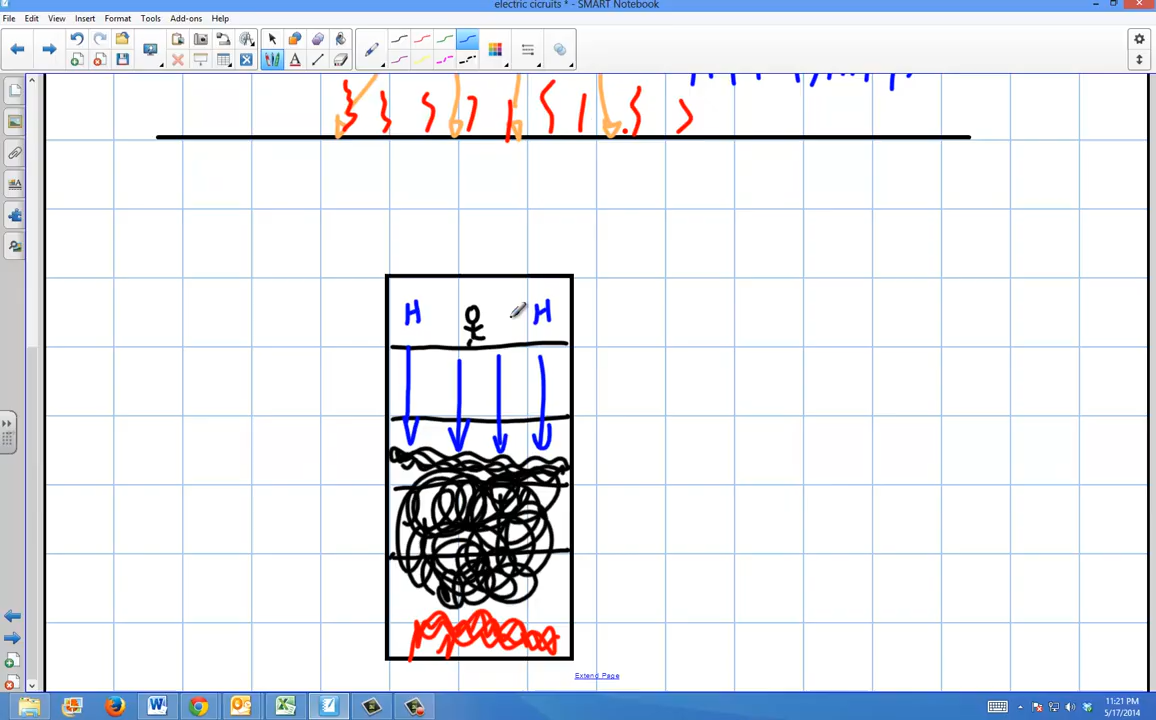 electric cicruits * - SMART Notebook
File Edit View Insert Format Tools Add-ons Help
H H
Extend Page
11:21 PM
5/17/2014